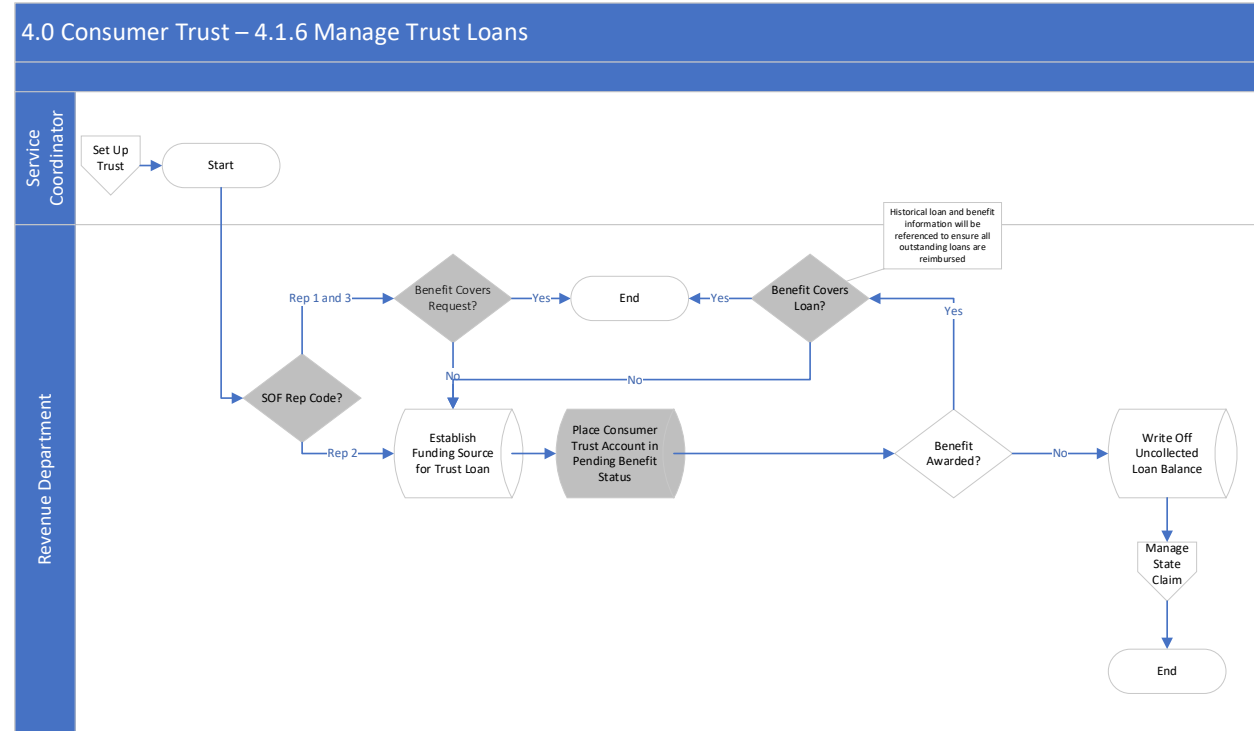 4.0 Consumer Trust – 4.1.6 Manage Trust Loans
Service
Coordinator
Set Up
Trust
Start
Revenue Department
Historical loan and benefit
information will be
referenced to ensure all
outstanding loans are
reimbursed
Rep 1 and 3
Benefit Covers
Request?
Yes
End
Yes
Benefit Covers
Loan?
Yes
No
No
SOF Rep Code?
Rep 2
Establish
Funding Source
for Trust Loan
Place Consumer
Trust Account in
Pending Benefit
Status
Benefit
Awarded?
No
Write Off
Uncollected
Loan Balance
Manage
State
Claim
End